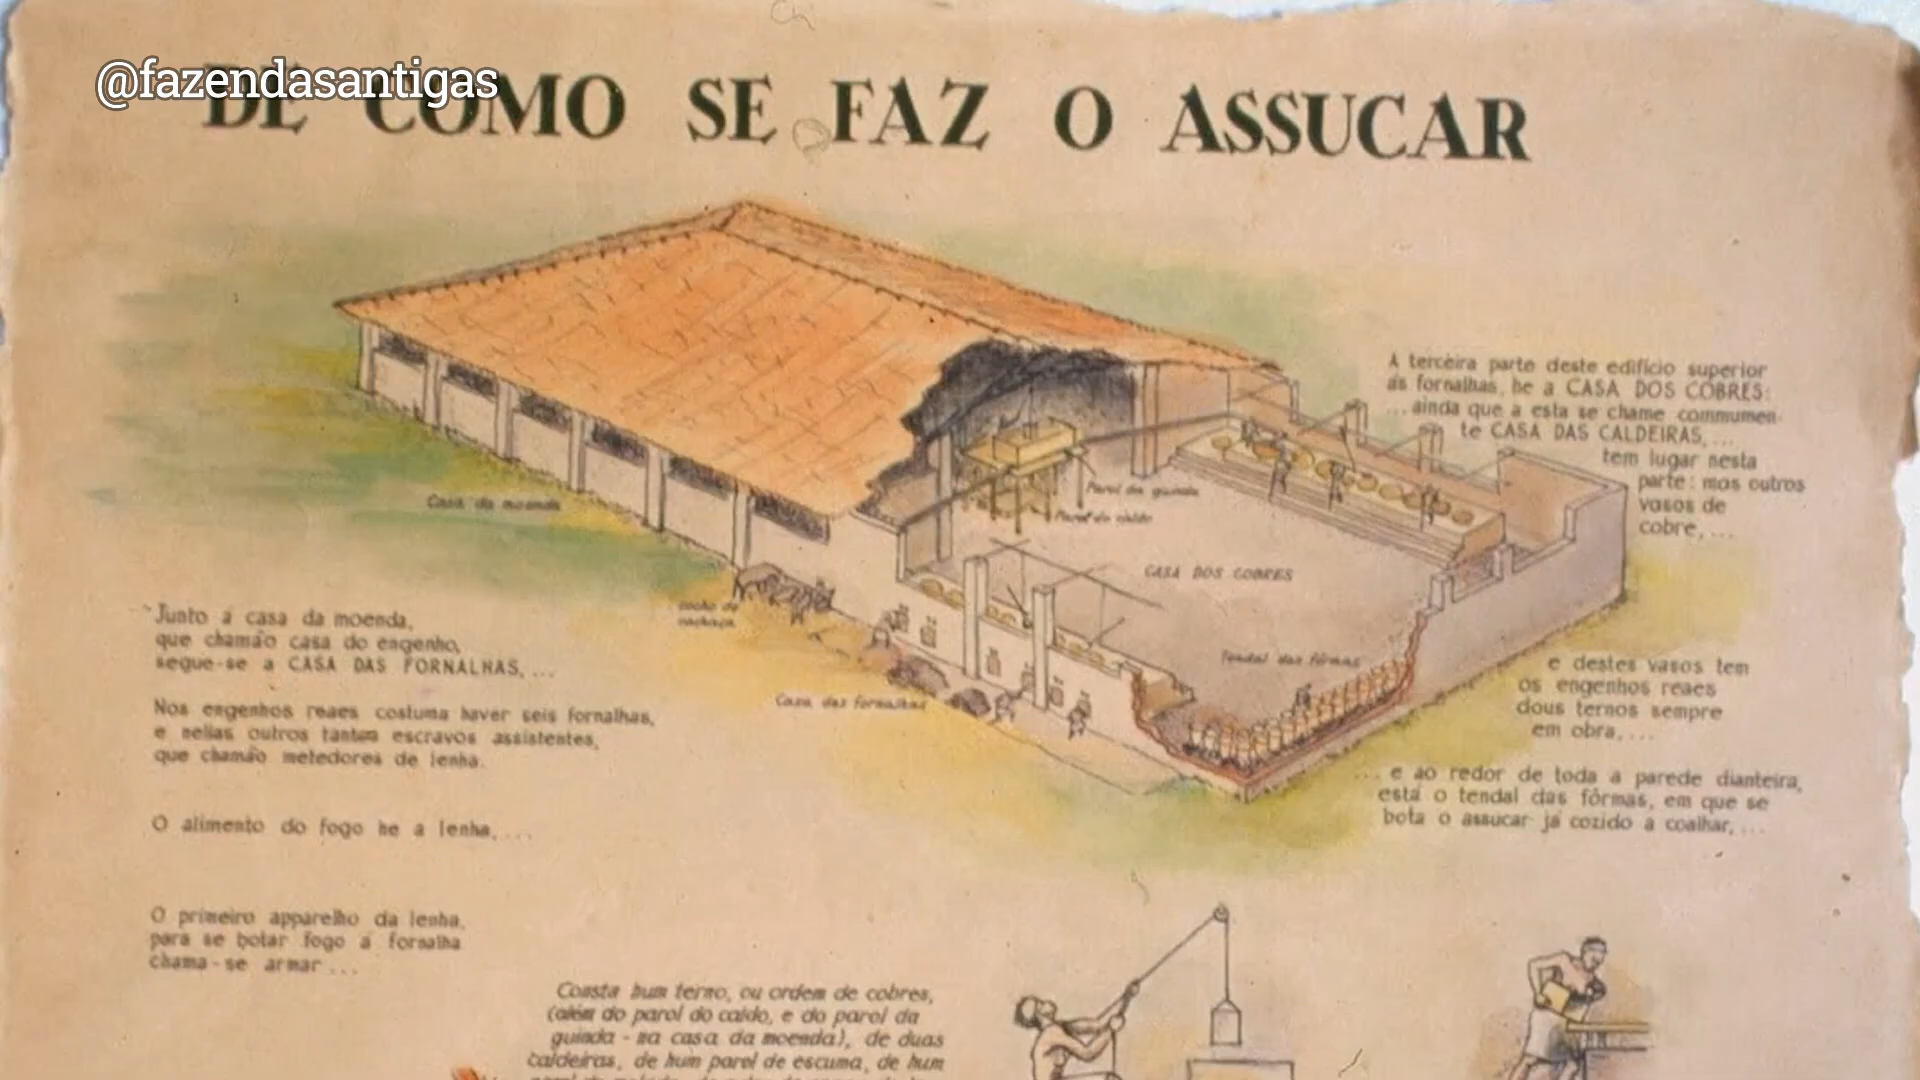 @fazendasantigas
DE COMO SE FAZ O ASSUCAR
A terceira parte deste edifício superior
ás fornalhas, he a CASA DOS COBRES:
... ainda que a esta se chame commumen-
te CASA DAS CALDEIRAS, ...
tem lugar nesta
parte: mas outros
vasos de
cobre, ...
Casa da moenda
Parol da guinda
Parol do caldo
CASA DOS COBRES
cocho de
cachaça
Casa das fornalhas
Tendal das fôrmas
Junto á casa da moenda,
que chamão casa do engenho,
segue-se a CASA DAS FORNALHAS, ...
Nos engenhos reaes costuma haver seis fornalhas,
e nellas outros tantos escravos assistentes,
que chamão metedores de lenha.
O alimento do fogo he a lenha, ...
O primeiro apparelho da lenha,
para se botar fogo á fornalha
chama-se armar ...
e destes vasos tem
os engenhos reaes
dous ternos sempre
em obra, ...
... e ao redor de toda a parede dianteira,
está o tendal das fôrmas, em que se
bota o assucar já cozido a coalhar, ...
Consta hum terno, ou ordem de cobres,
(além do parol do caldo, e do parol da
guinda - na casa da moenda), de duas
caldeiras, de hum parol de escuma, de hum